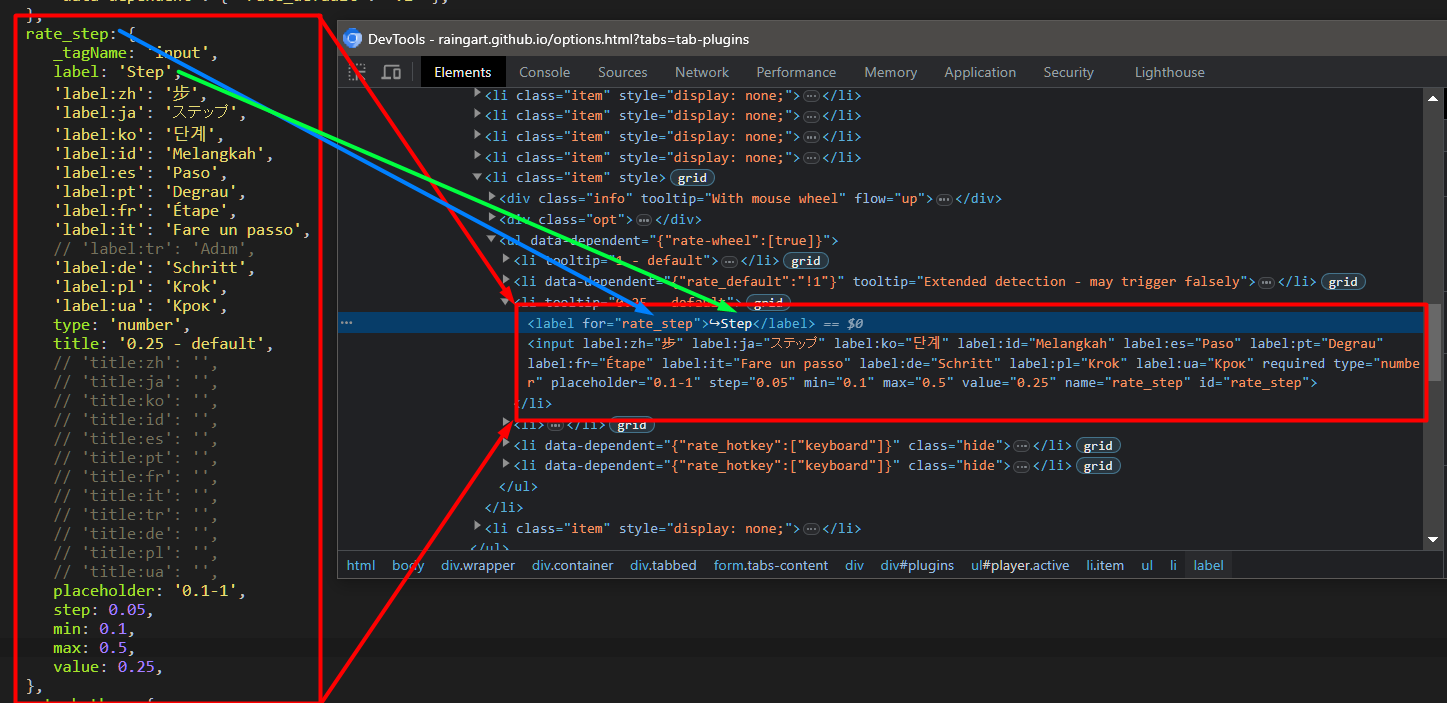 },
rate_step: {
_tagName: 'input',
label: 'Step',
'label:zh': '步',
'label:ja': 'ステップ',
'label:ko': '단계',
'label:id': 'Melangkah',
'label:es': 'Paso',
'label:pt': 'Degrau',
'label:fr': 'Étape',
'label:it': 'Fare un passo',
// 'label:tr': 'Adım',
'label:de': 'Schritt',
'label:pl': 'Krok',
'label:ua': 'Крок',
type: 'number',
title: '0.25 - default',
// 'title:zh': '',
// 'title:ja': '',
// 'title:ko': '',
// 'title:id': '',
// 'title:es': '',
// 'title:pt': '',
// 'title:fr': '',
// 'title:it': '',
// 'title:tr': '',
// 'title:de': '',
// 'title:pl': '',
// 'title:ua': '',
placeholder: '0.1-1',
step: 0.05,
min: 0.1,
max: 0.5,
value: 0.25,
},
DevTools - raingart.github.io/options.html?tabs=tab-plugins
Elements Console Sources Network Performance Memory Application Security Lighthouse
<li class="item" style="display: none;">…</li>
<li class="item" style="display: none;">…</li>
<li class="item" style="display: none;">…</li>
<li class="item" style="display: none;">…</li>
<li class="item" style> grid
<div class="info" tooltip="With mouse wheel" flow="up">…</div>
<div class="opt">…</div>
<ul data-dependent="{"rate-wheel":[true]}">
<li tooltip="1 - default">…</li> grid
<li data-dependent="{"rate_default":"!1"}" tooltip="Extended detection - may trigger falsely">…</li> grid
<li tooltip="0.25 - default"> grid
… <label for="rate_step">↪Step</label> == $0
<input label:zh="步" label:ja="ステップ" label:ko="단계" label:id="Melangkah" label:es="Paso" label:pt="Degrau"
label:fr="Étape" label:it="Fare un passo" label:de="Schritt" label:pl="Krok" label:ua="Крок" required type="numbe
r" placeholder="0.1-1" step="0.05" min="0.1" max="0.5" value="0.25" name="rate_step" id="rate_step">
</li>
<li>…</li> grid
<li data-dependent="{"rate_hotkey":["keyboard"]}" class="hide">…</li> grid
<li data-dependent="{"rate_hotkey":["keyboard"]}" class="hide">…</li> grid
</ul>
</li>
<li class="item" style="display: none;">…</li>
</ul>
html body div.wrapper div.container div.tabbed form.tabs-content div div#plugins ul#player.active li.item ul li label